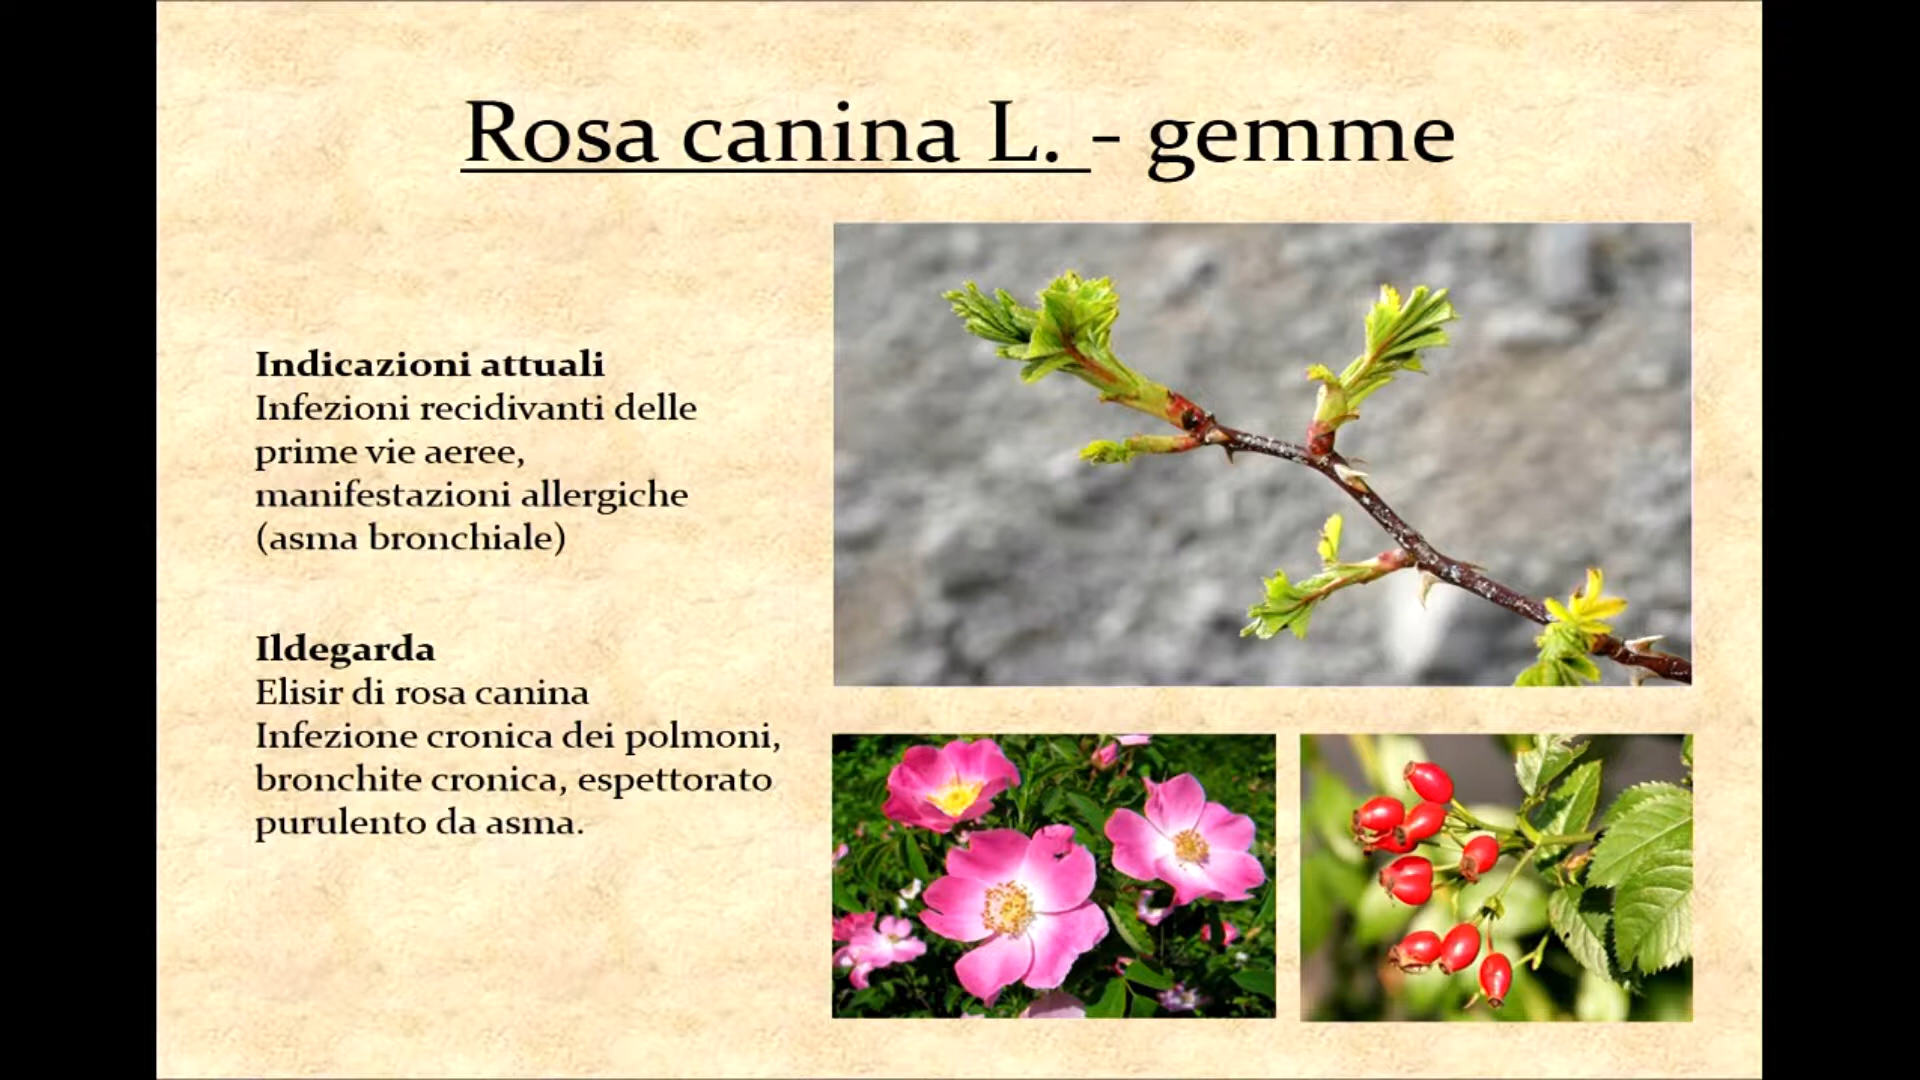 Rosa canina L. - gemme
Indicazioni attuali
Infezioni recidivanti delle
prime vie aeree,
manifestazioni allergiche
(asma bronchiale)
Ildegarda
Elisir di rosa canina
Infezione cronica dei polmoni,
bronchite cronica, espettorato
purulento da asma.